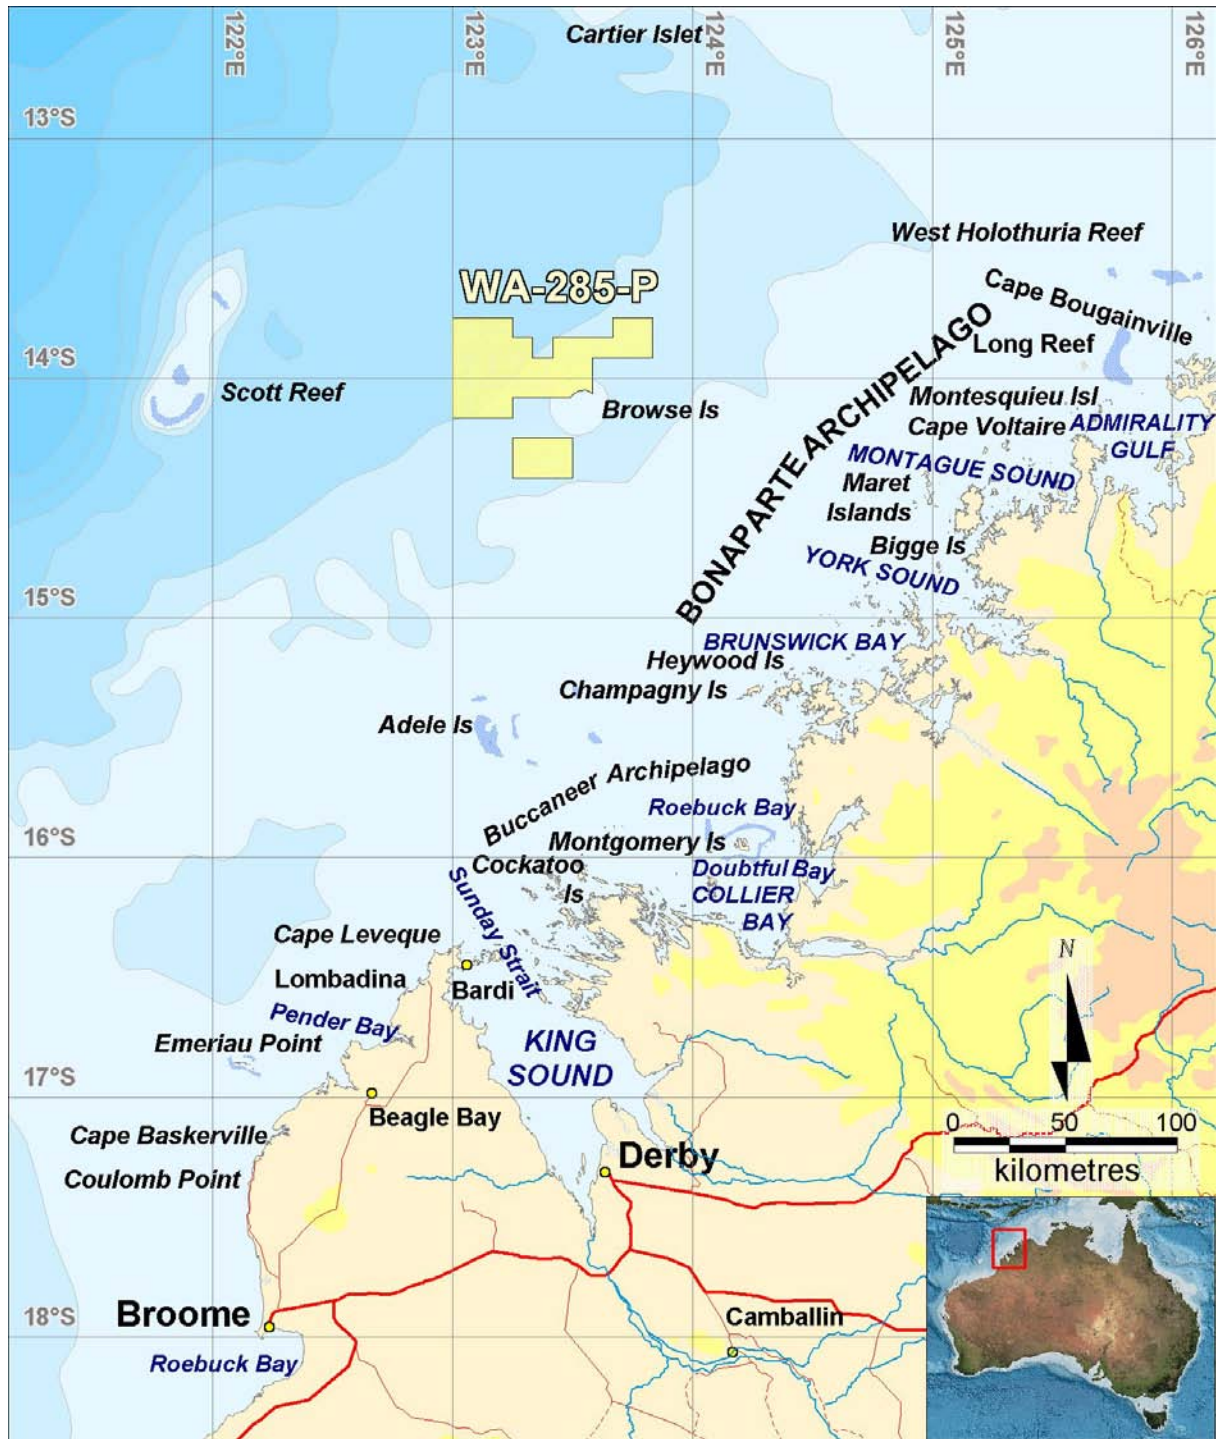 122°E
123°E
124°E
125°E
126°E
Cartier Islet
13°S
West Holothuria Reef
WA-285-P
Cape Bougainville
Long Reef
14°S
Scott Reef
Browse Is
BONAPARTE ARCHIPELAGO
Montesquieu Isl
Cape Voltaire
ADMIRALITY
GULF
MONTAGUE SOUND
Maret
Islands
Bigge Is
YORK SOUND
15°S
BRUNSWICK BAY
Heywood Is
Champagny Is
Adele Is
Buccaneer Archipelago
Roebuck Bay
16°S
Montgomery Is
Cockatoo
Is
Doubtful Bay
COLLIER
BAY
Sunday Strait
Cape Leveque
Lombadina
Bardi
Pender Bay
Emeriau Point
KING
SOUND
N
17°S
Beagle Bay
0 50 100
kilometres
Cape Baskerville
Derby
Coulomb Point
18°S
Broome
Camballin
Roebuck Bay